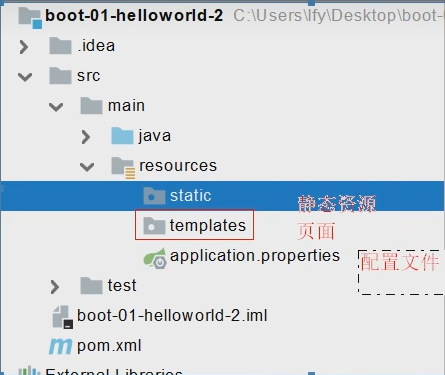 boot-01-helloworld-2 C:\Users\lfy\Desktop\boot-0
.idea
src
main
java
resources
static 静态资源
templates 页面
application.properties 配置文件
test
boot-01-helloworld-2.iml
pom.xml
External Libraries